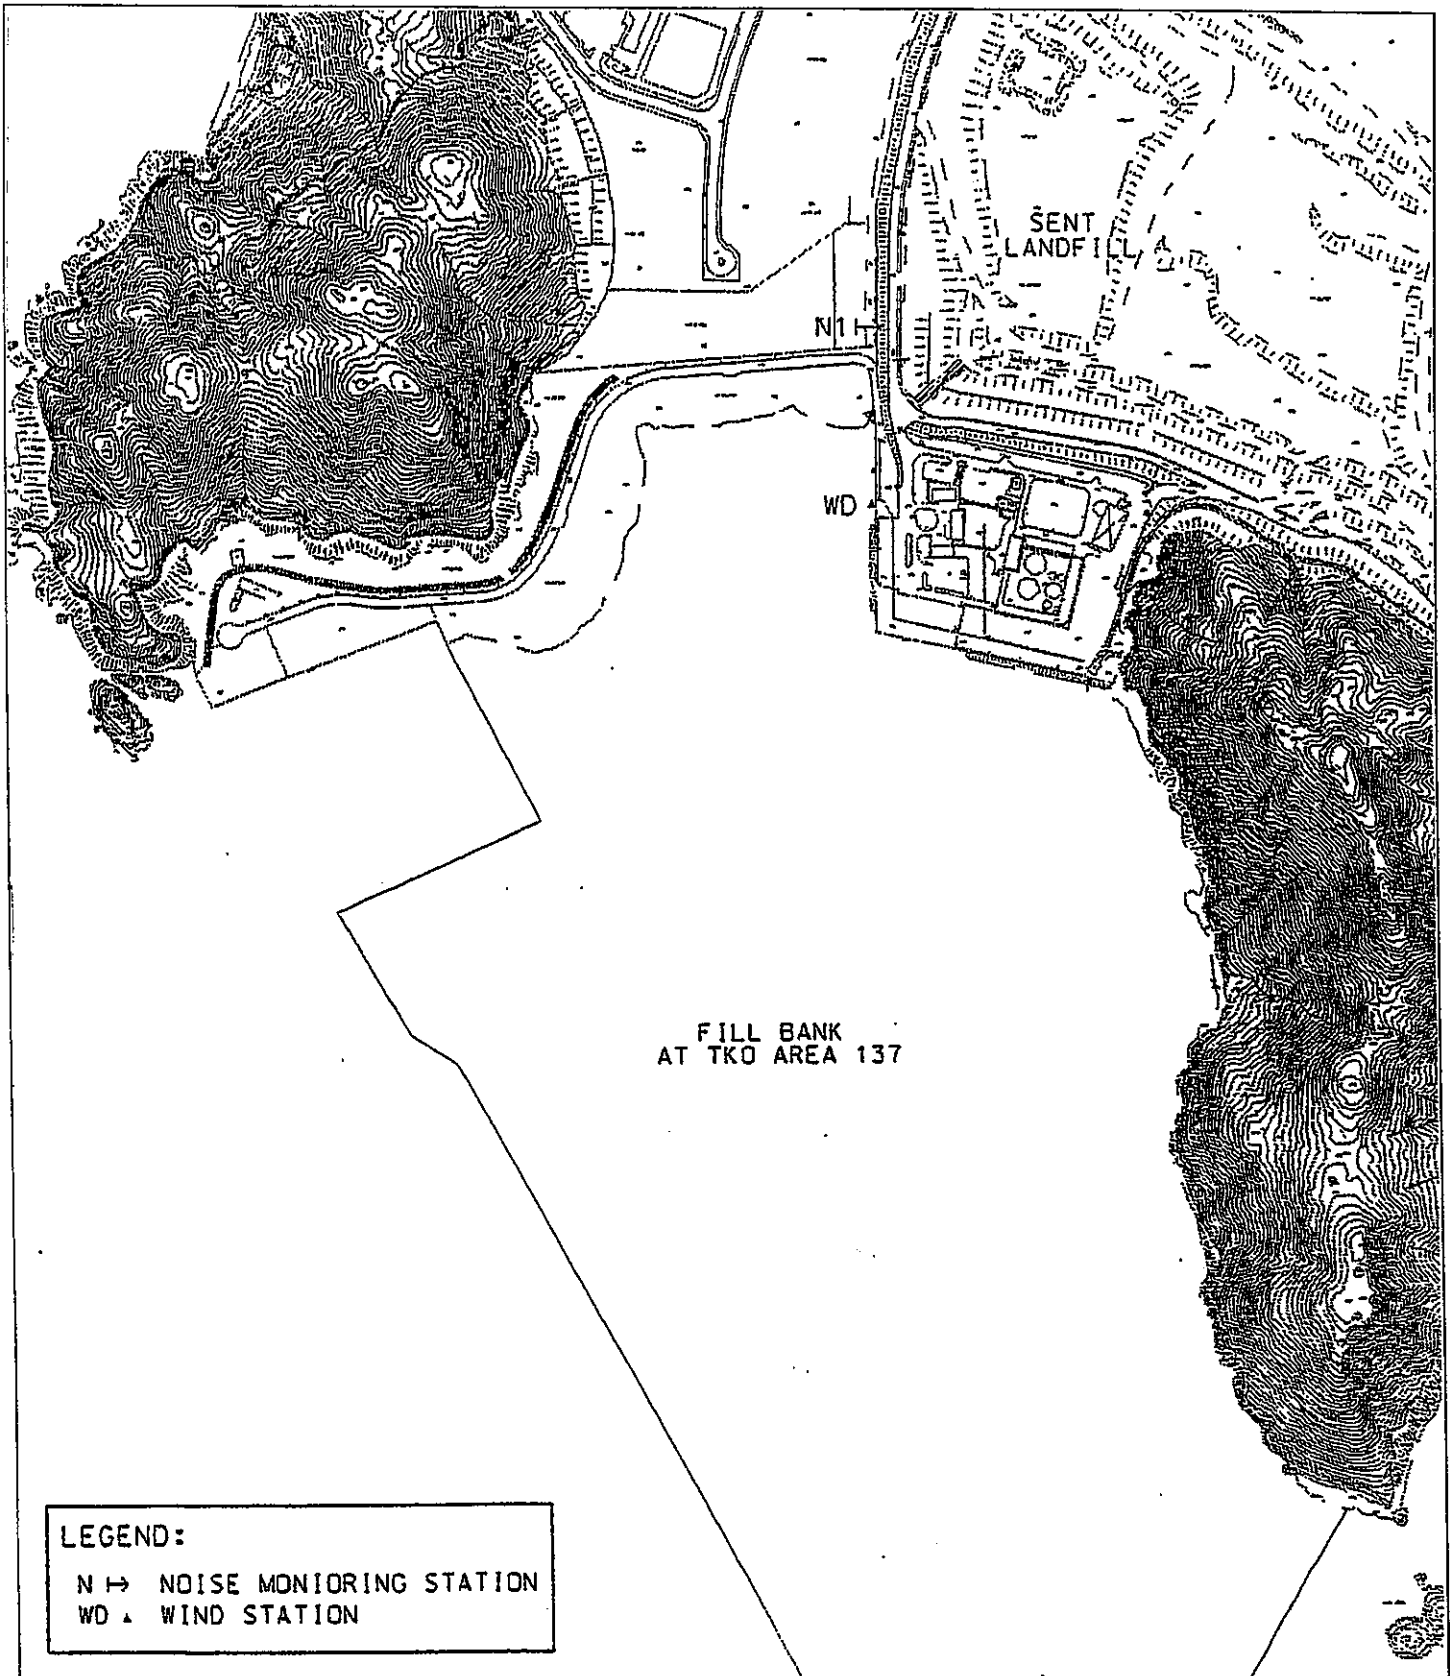 SENT
LANDFILL
N1
WD
FILL BANK
AT TKO AREA 137
LEGEND:
N NOISE MONIORING STATION
WD WIND STATION